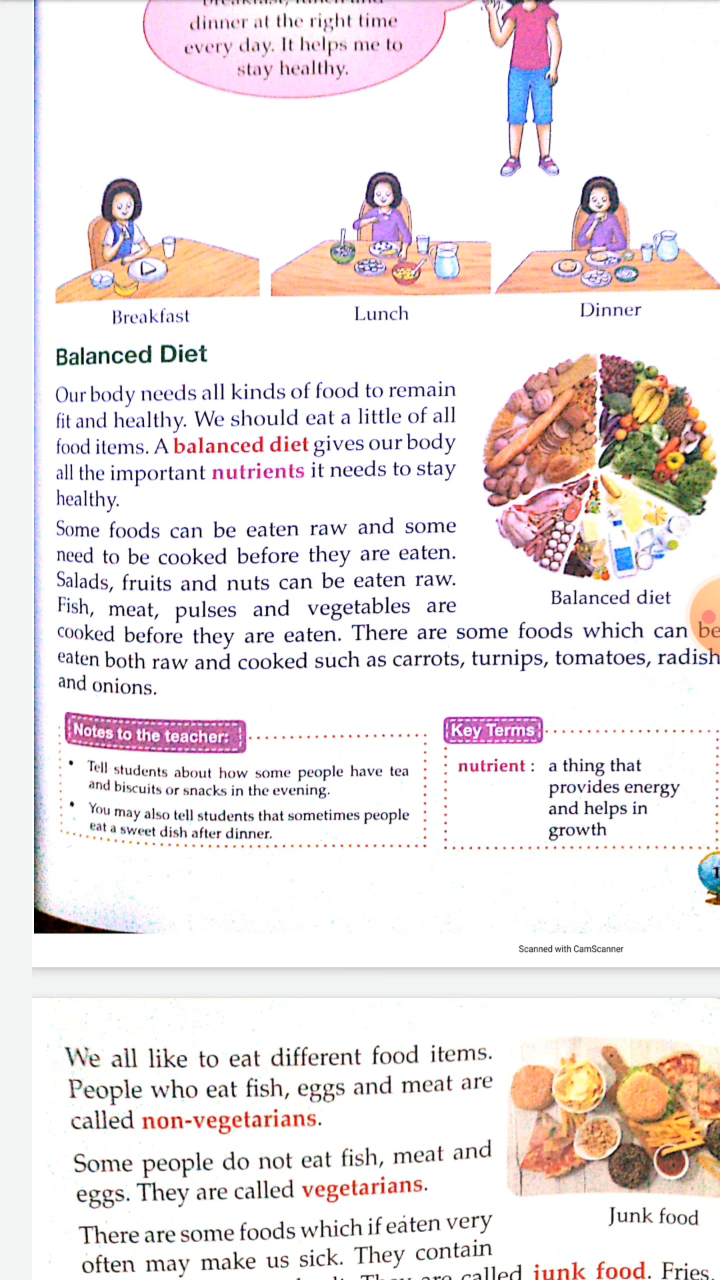 dinner at the right time
every day. It helps me to
stay healthy.
Breakfast
Lunch
Dinner
Balanced Diet
Our body needs all kinds of food to remain
fit and healthy. We should eat a little of all
food items. A balanced diet gives our body
all the important nutrients it needs to stay
healthy.
Some foods can be eaten raw and some
need to be cooked before they are eaten.
Salads, fruits and nuts can be eaten raw.
Fish, meat, pulses and vegetables are
Balanced diet
cooked before they are eaten. There are some foods which can be
eaten both raw and cooked such as carrots, turnips, tomatoes, radish
and onions.
Notes to the teacher:
• Tell students about how some people have tea
and biscuits or snacks in the evening.
• You may also tell students that sometimes people
eat a sweet dish after dinner.
Key Terms
nutrient : a thing that
provides energy
and helps in
growth
Scanned with CamScanner
We all like to eat different food items.
People who eat fish, eggs and meat are
called non-vegetarians.
Some people do not eat fish, meat and
eggs. They are called vegetarians.
Junk food
There are some foods which if eaten very
often may make us sick. They contain
called junk food. Fries,